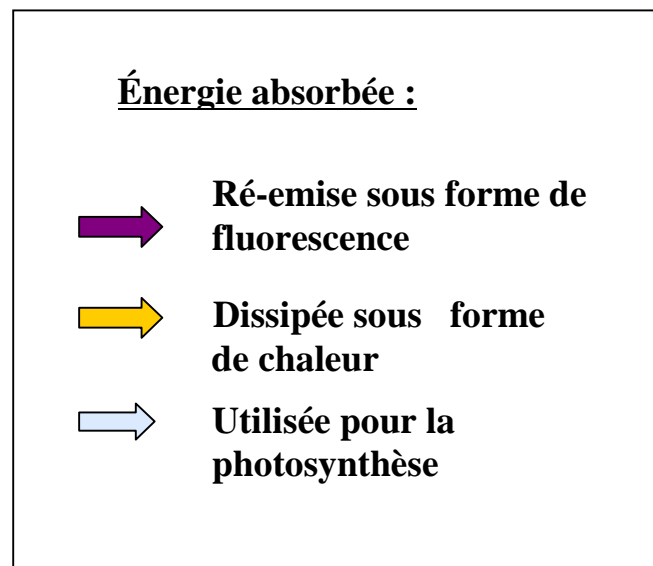 Énergie absorbée :
Ré-emise sous forme de
fluorescence
Dissipée sous forme
de chaleur
Utilisée pour la
photosynthèse